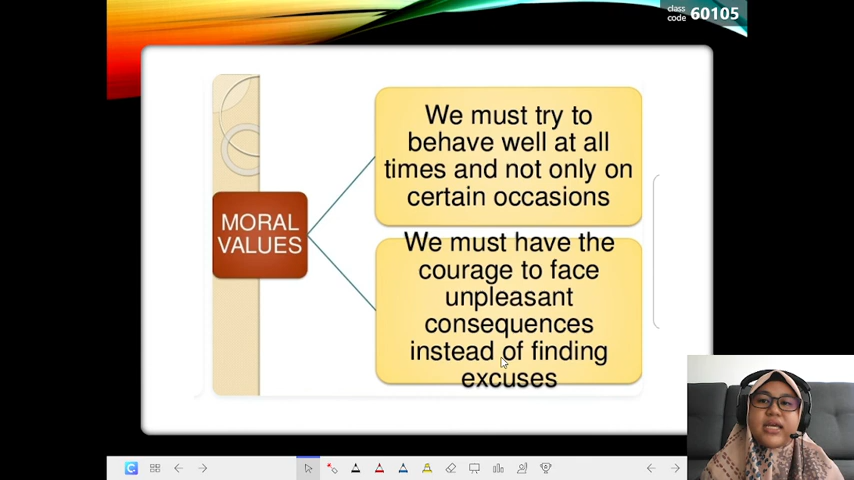 class
code 60105
We must try to
behave well at all
times and not only on
certain occasions
MORAL
VALUES
We must have the
courage to face
unpleasant
consequences
instead of finding
excuses